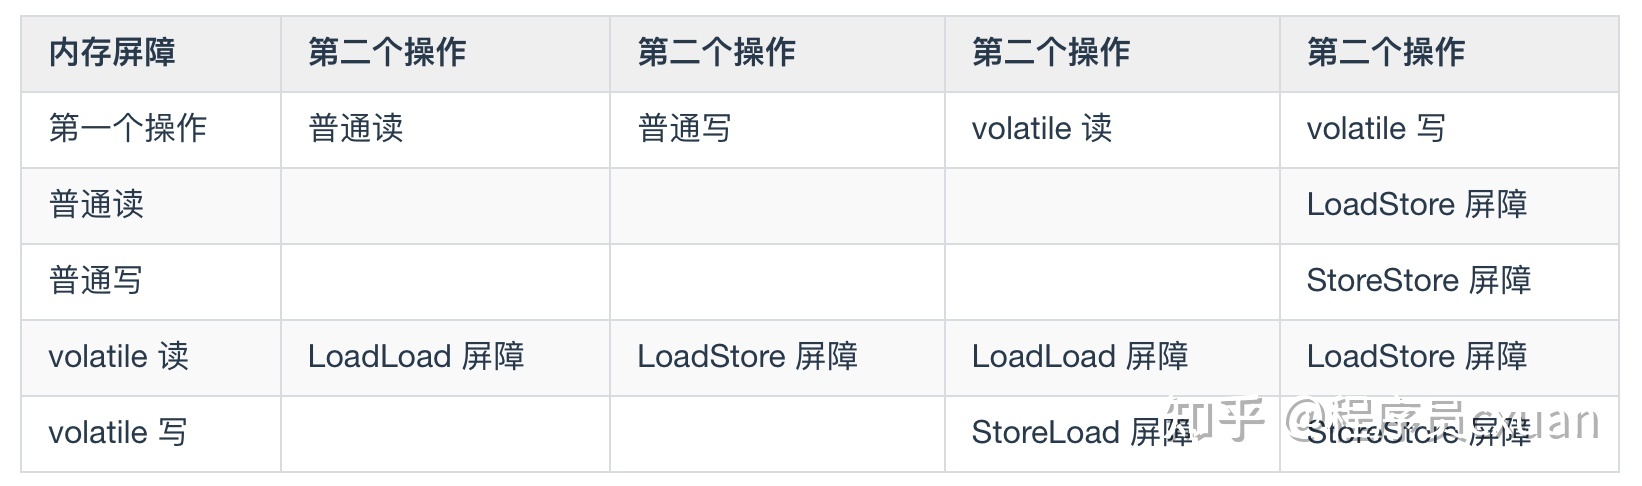 内存屏障 第二个操作 第二个操作 第二个操作 第二个操作
第一个操作 普通读 普通写 volatile 读 volatile 写
普通读 LoadStore 屏障
普通写 StoreStore 屏障
volatile 读 LoadLoad 屏障 LoadStore 屏障 LoadLoad 屏障 LoadStore 屏障
volatile 写 StoreLoad 屏障 StoreStore 屏障
知乎 @程序员cxuan